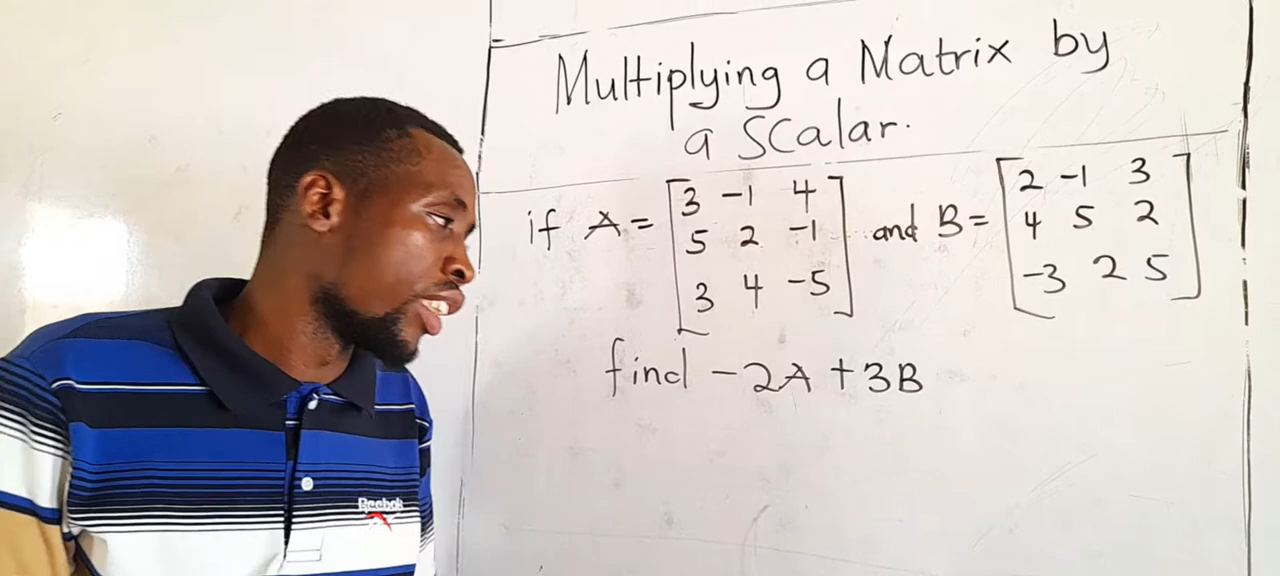 Multiplying a Matrix by
a Scalar.
if A = [3 -1 4
5 2 -1
3 4 -5] and B = [2 -1 3
4 5 2
-3 2 5]
find -2A + 3B
Reebok